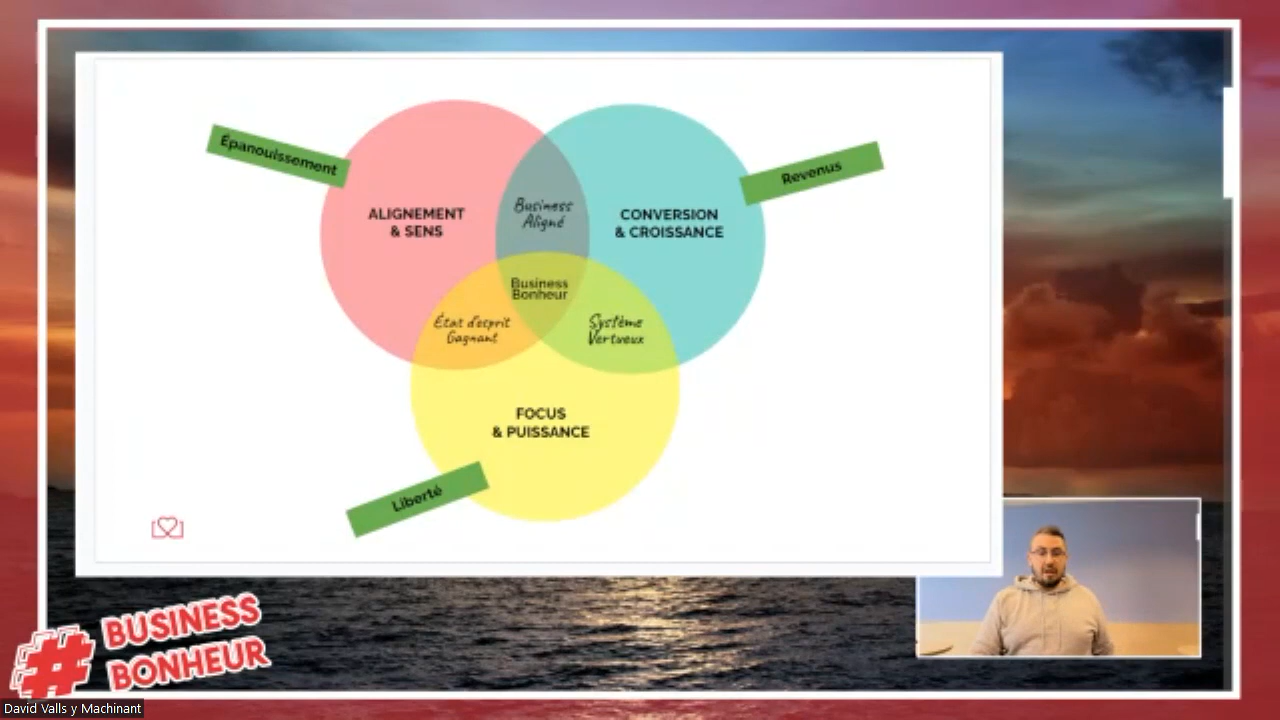 Épanouissement
Revenus
ALIGNEMENT
& SENS
Business
Aligné
CONVERSION
& CROISSANCE
Business
Bonheur
État d'esprit
Gagnant
Système
Vertueux
FOCUS
& PUISSANCE
Liberté
# BUSINESS
BONHEUR
David Valls y Machinant